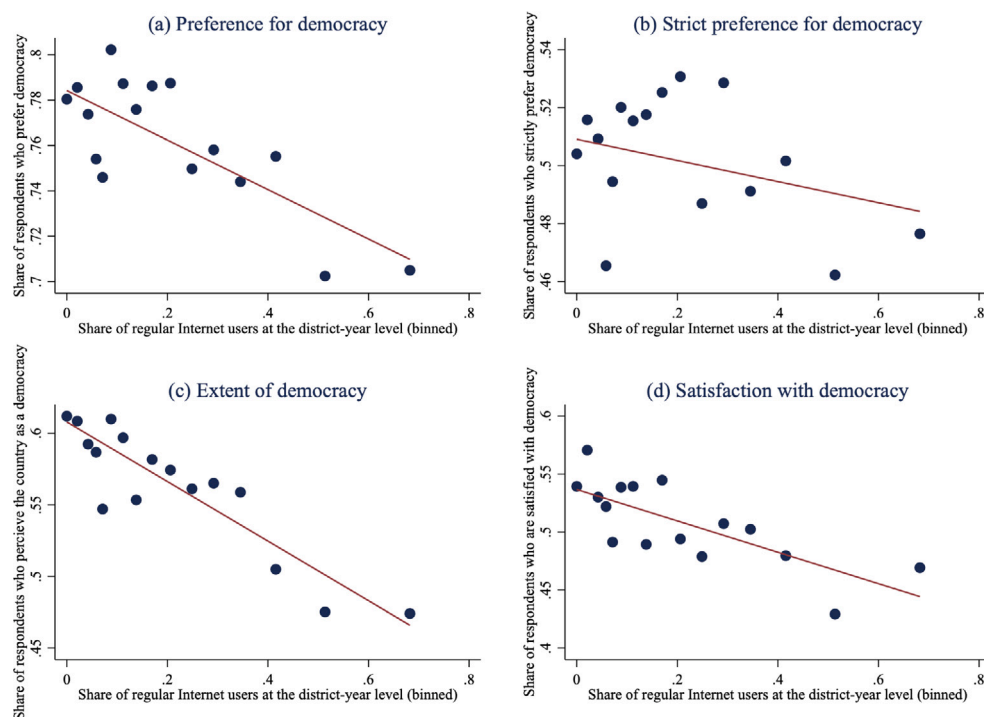 (a) Preference for democracy
Share of respondents who prefer democracy
.7 .72 .74 .76 .78 .8
0 .2 .4 .6 .8
Share of regular Internet users at the district-year level (binned)
(b) Strict preference for democracy
Share of respondents who strictly prefer democracy
.46 .48 .5 .52 .54
0 .2 .4 .6 .8
Share of regular Internet users at the district-year level (binned)
(c) Extent of democracy
Share of respondents who percieve the country as a democracy
.45 .5 .55 .6
0 .2 .4 .6 .8
Share of regular Internet users at the district-year level (binned)
(d) Satisfaction with democracy
Share of respondents who are satisfied with democracy
.4 .45 .5 .55 .6
0 .2 .4 .6 .8
Share of regular Internet users at the district-year level (binned)